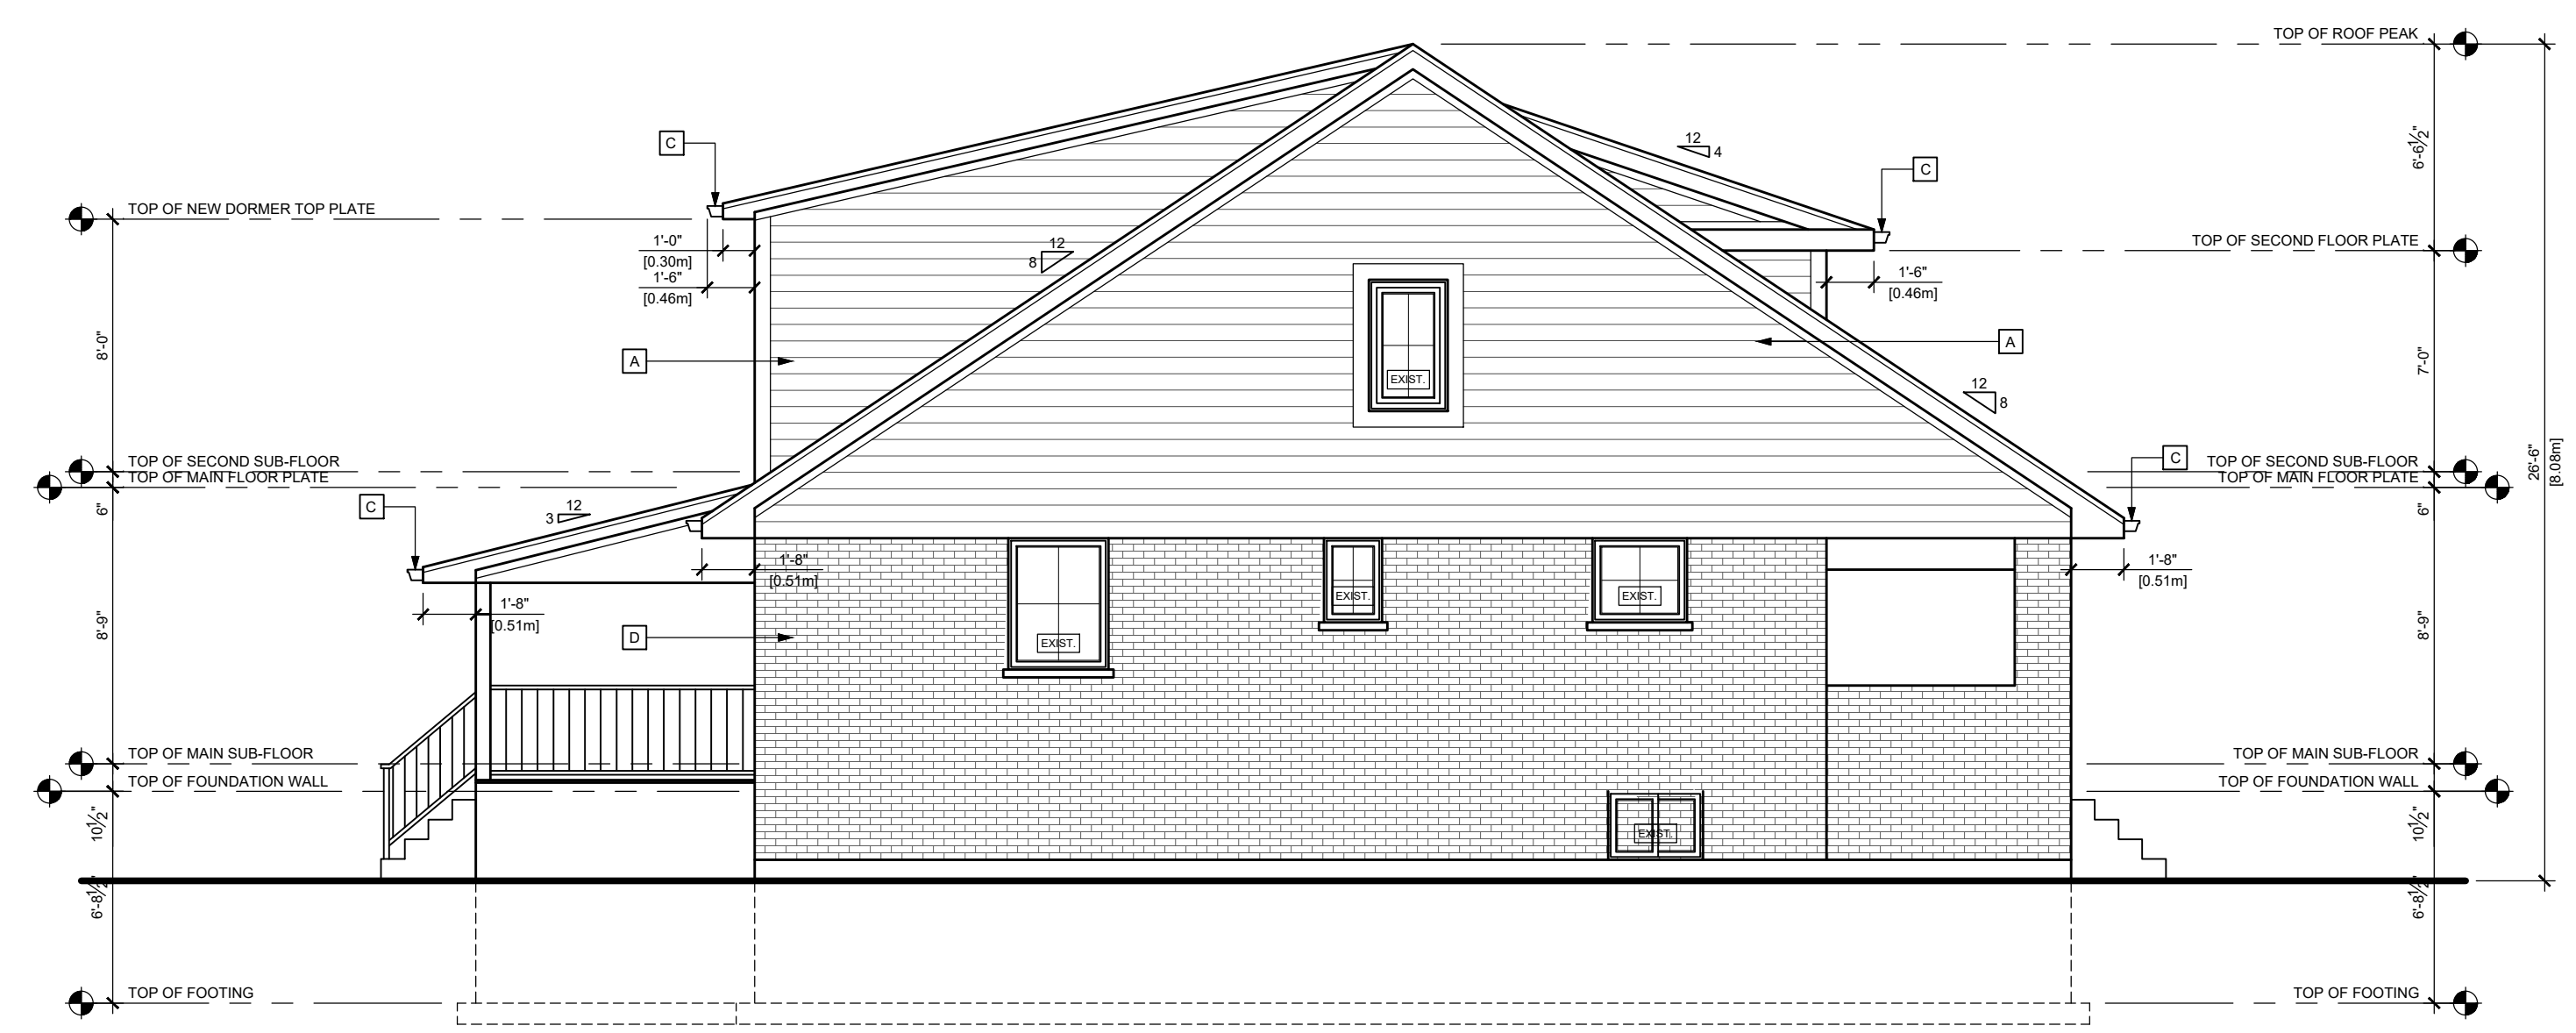 TOP OF ROOF PEAK
12
4
6'-6½"
C
C
TOP OF NEW DORMER TOP PLATE
1'-0"
[0.30m]
1'-6"
[0.46m]
12
8
TOP OF SECOND FLOOR PLATE
1'-6"
[0.46m]
8'-0"
A
EXIST.
A
7'-0"
12
8
TOP OF SECOND SUB-FLOOR
TOP OF MAIN FLOOR PLATE
C
TOP OF SECOND SUB-FLOOR
TOP OF MAIN FLOOR PLATE
26'-6"
[8.08m]
6"
C
12
3
6"
1'-8"
[0.51m]
1'-8"
[0.51m]
1'-8"
[0.51m]
8'-9"
D
EXIST.
EXIST.
EXIST.
8'-9"
TOP OF MAIN SUB-FLOOR
TOP OF FOUNDATION WALL
TOP OF MAIN SUB-FLOOR
TOP OF FOUNDATION WALL
10½"
EXIST.
10½"
6'-8½"
6'-8½"
TOP OF FOOTING
TOP OF FOOTING